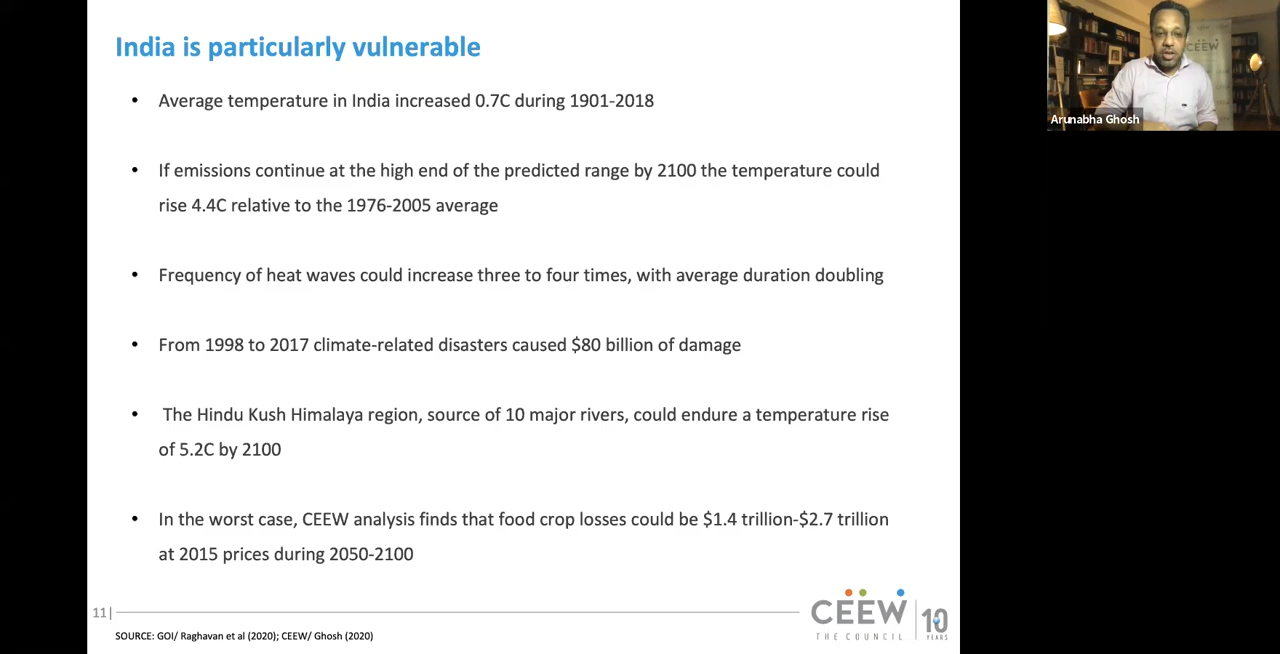 India is particularly vulnerable
• Average temperature in India increased 0.7C during 1901-2018
• If emissions continue at the high end of the predicted range by 2100 the temperature could
rise 4.4C relative to the 1976-2005 average
• Frequency of heat waves could increase three to four times, with average duration doubling
• From 1998 to 2017 climate-related disasters caused $80 billion of damage
• The Hindu Kush Himalaya region, source of 10 major rivers, could endure a temperature rise
of 5.2C by 2100
• In the worst case, CEEW analysis finds that food crop losses could be $1.4 trillion-$2.7 trillion
at 2015 prices during 2050-2100
11|
SOURCE: GOI/ Raghavan et al (2020); CEEW/ Ghosh (2020)
CEEW
THE COUNCIL
10
YEARS
CEEW
Arunabha Ghosh